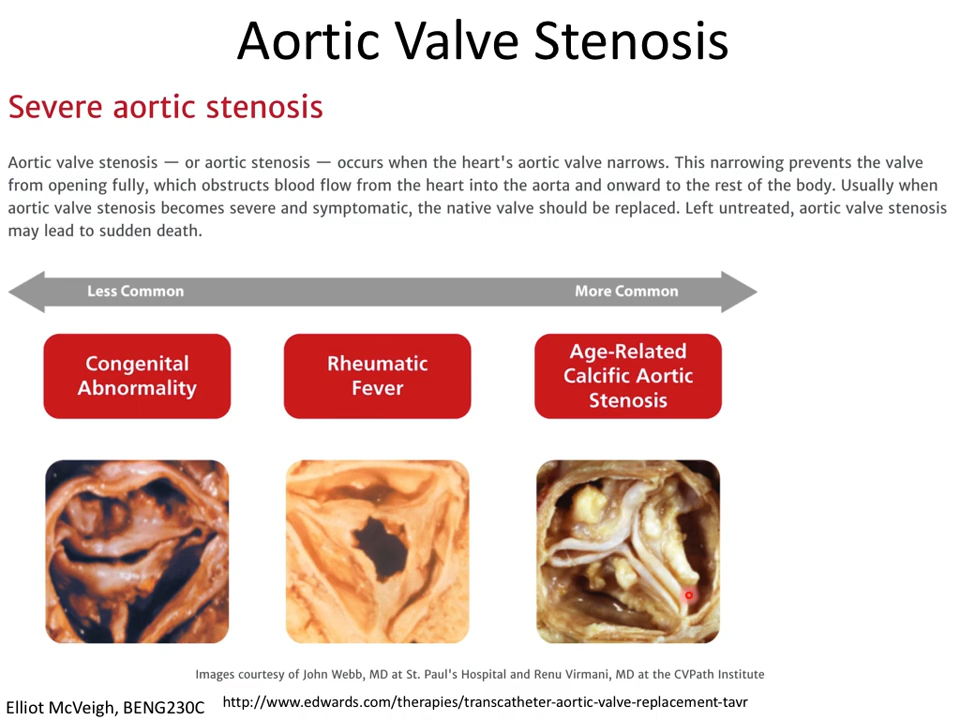 Aortic Valve Stenosis
Severe aortic stenosis
Aortic valve stenosis — or aortic stenosis — occurs when the heart's aortic valve narrows. This narrowing prevents the valve
from opening fully, which obstructs blood flow from the heart into the aorta and onward to the rest of the body. Usually when
aortic valve stenosis becomes severe and symptomatic, the native valve should be replaced. Left untreated, aortic valve stenosis
may lead to sudden death.
Less Common
More Common
Congenital
Abnormality
Rheumatic
Fever
Age-Related
Calcific Aortic
Stenosis
Images courtesy of John Webb, MD at St. Paul's Hospital and Renu Virmani, MD at the CVPath Institute
Elliot McVeigh, BENG230C
http://www.edwards.com/therapies/transcatheter-aortic-valve-replacement-tavr